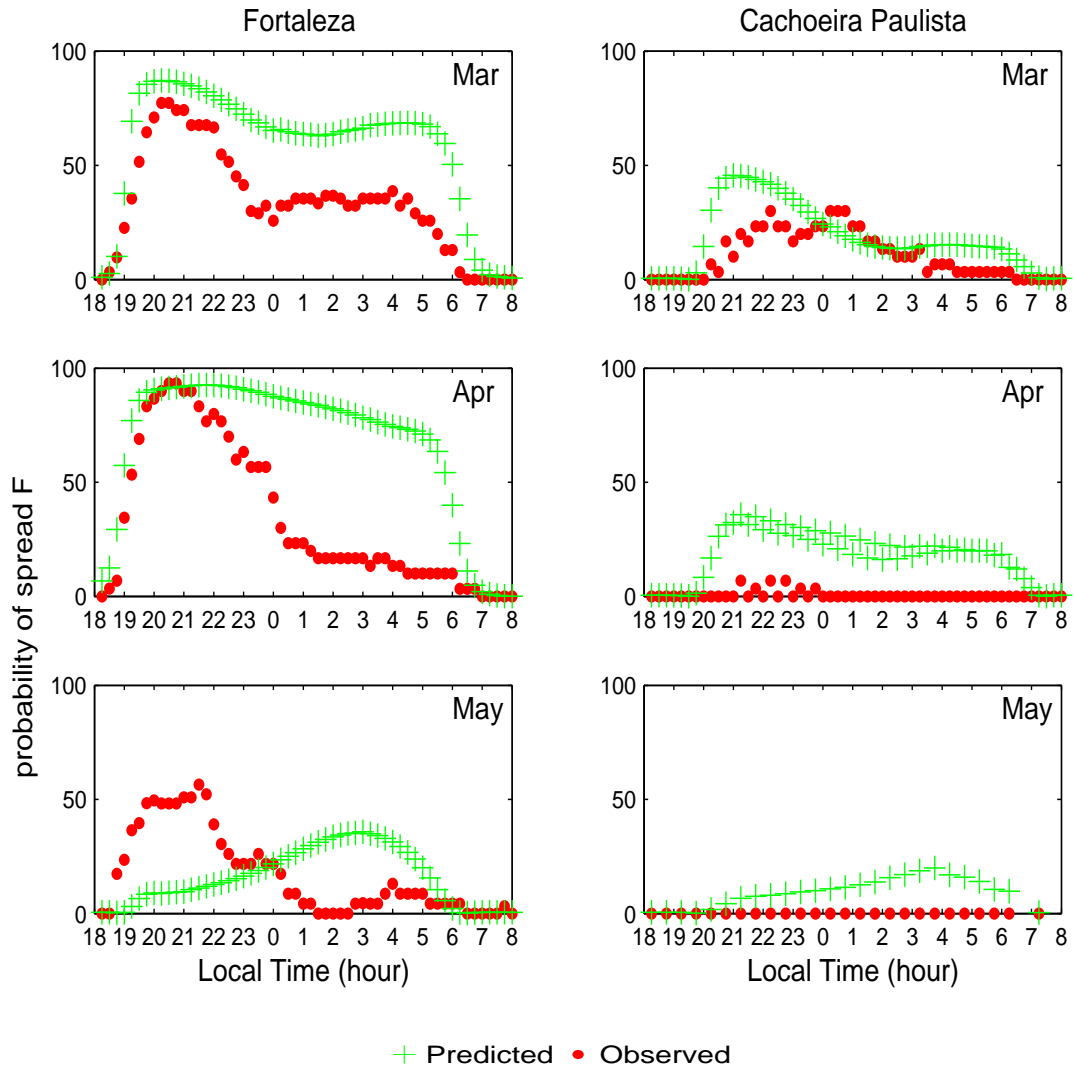 Fortaleza
Cachoeira Paulista
100
50
0
Mar
18 19 20 21 22 23 0 1 2 3 4 5 6 7 8
100
50
0
Mar
18 19 20 21 22 23 0 1 2 3 4 5 6 7 8
probability of spread F
100
50
0
Apr
18 19 20 21 22 23 0 1 2 3 4 5 6 7 8
100
50
0
Apr
18 19 20 21 22 23 0 1 2 3 4 5 6 7 8
100
50
0
May
18 19 20 21 22 23 0 1 2 3 4 5 6 7 8
Local Time (hour)
100
50
0
May
18 19 20 21 22 23 0 1 2 3 4 5 6 7 8
Local Time (hour)
Predicted Observed